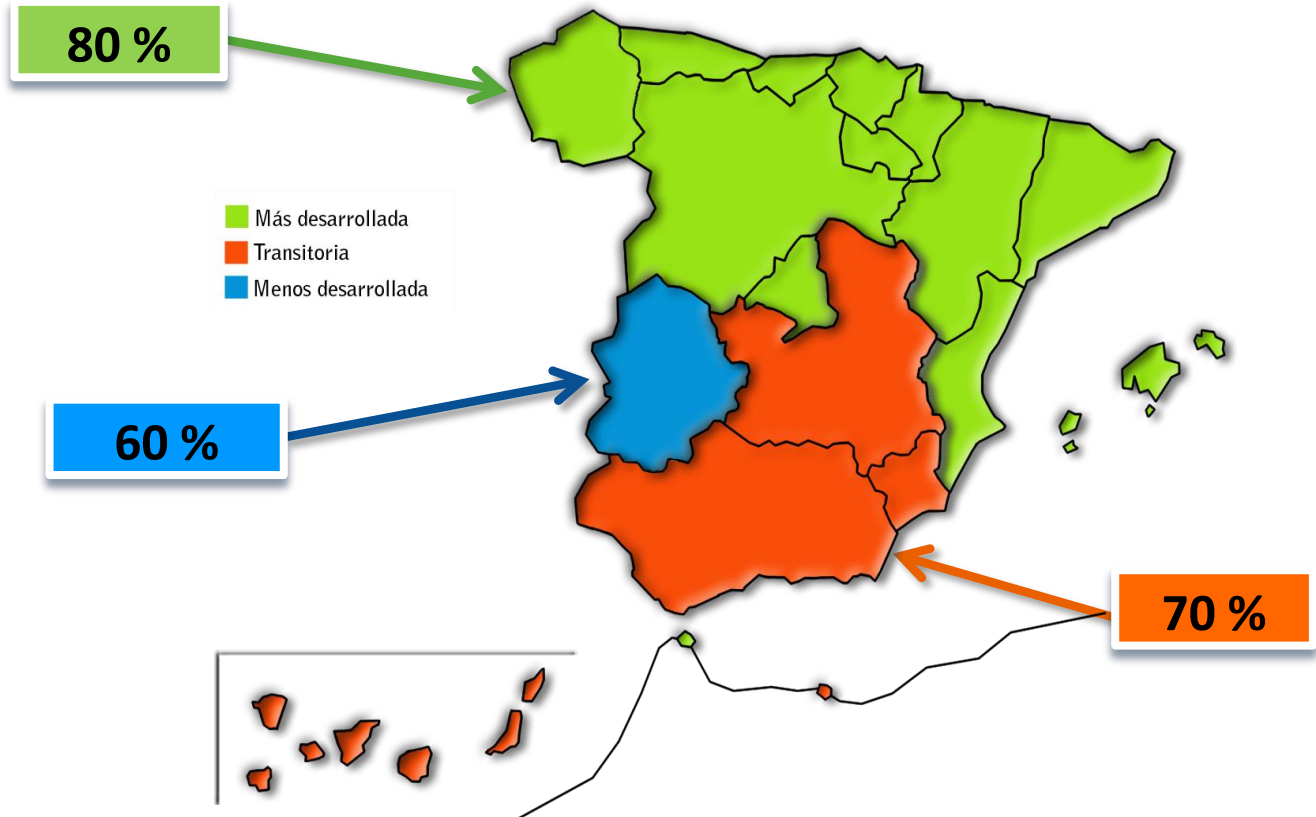 80 %
Más desarrollada
Transitoria
Menos desarrollada
60 %
70 %